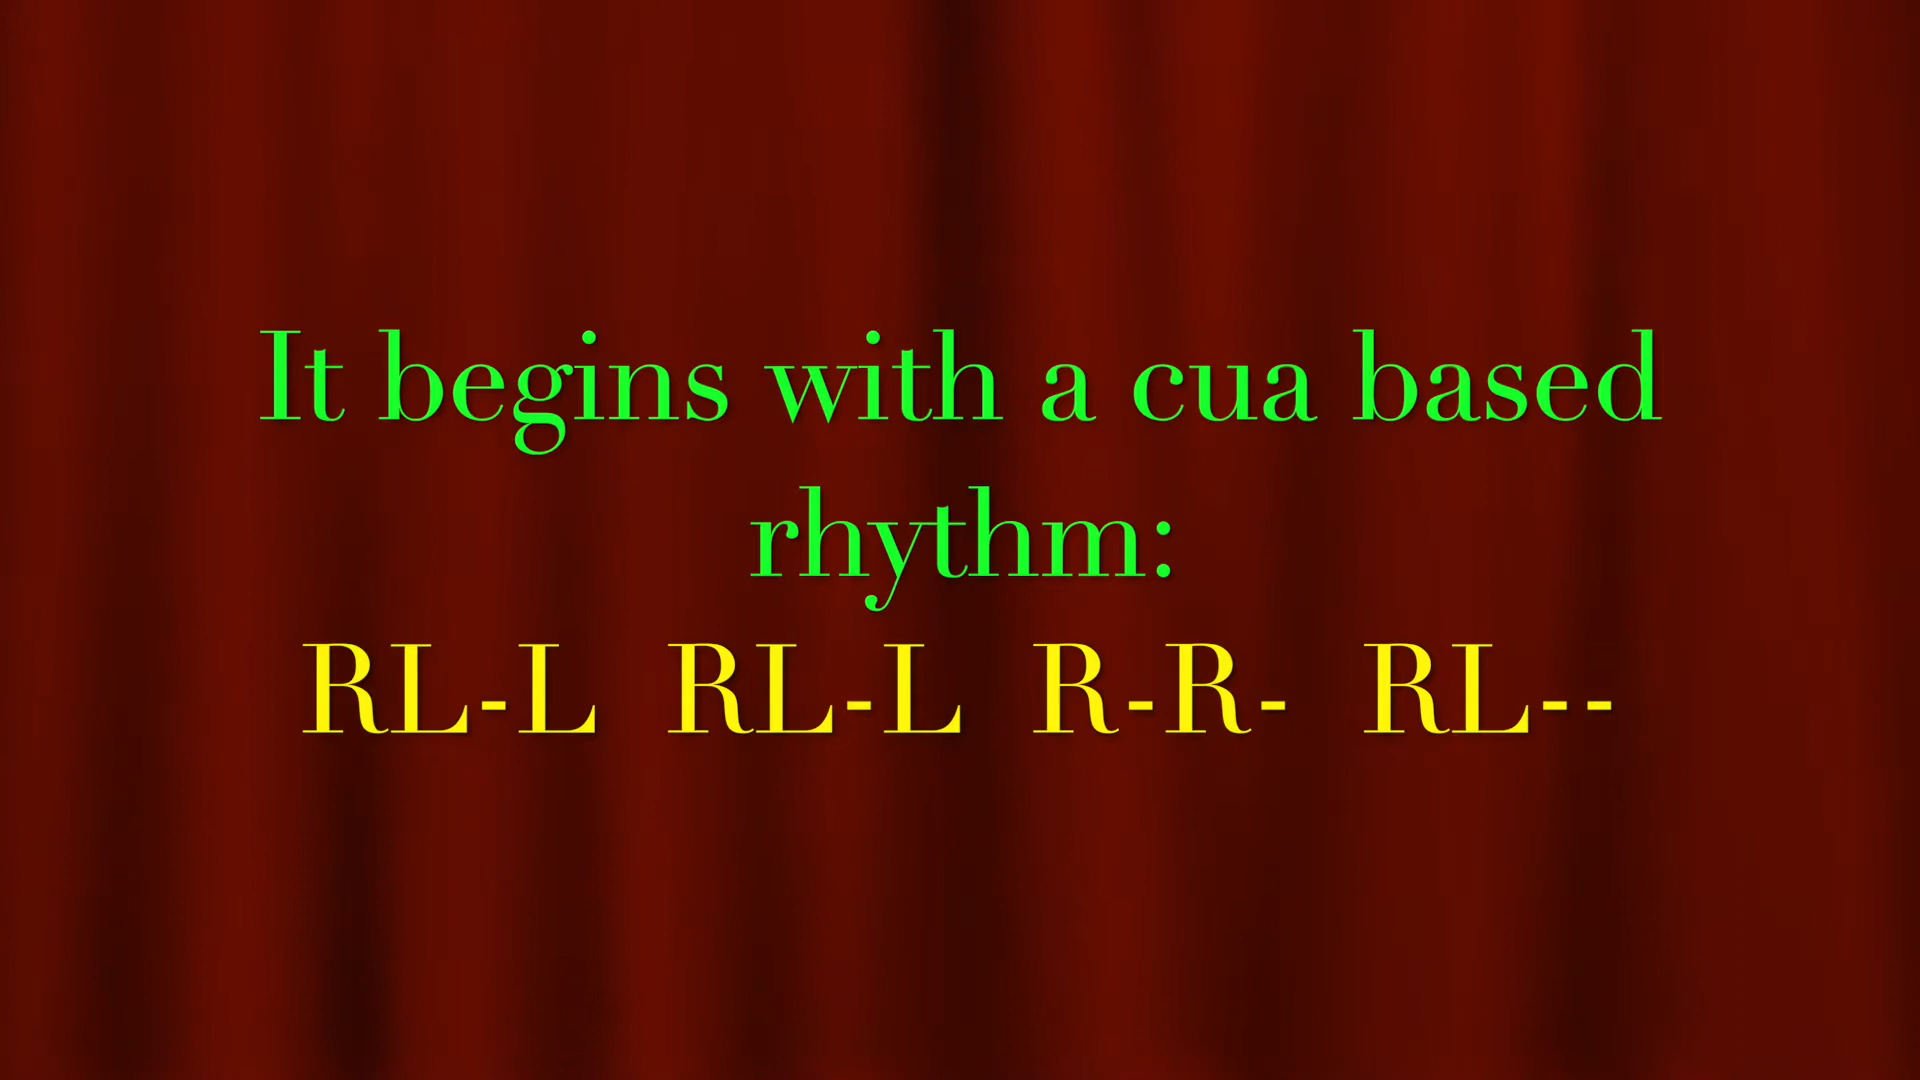 It begins with a cua based
rhythm:
RL-L RL-L R-R- RL--